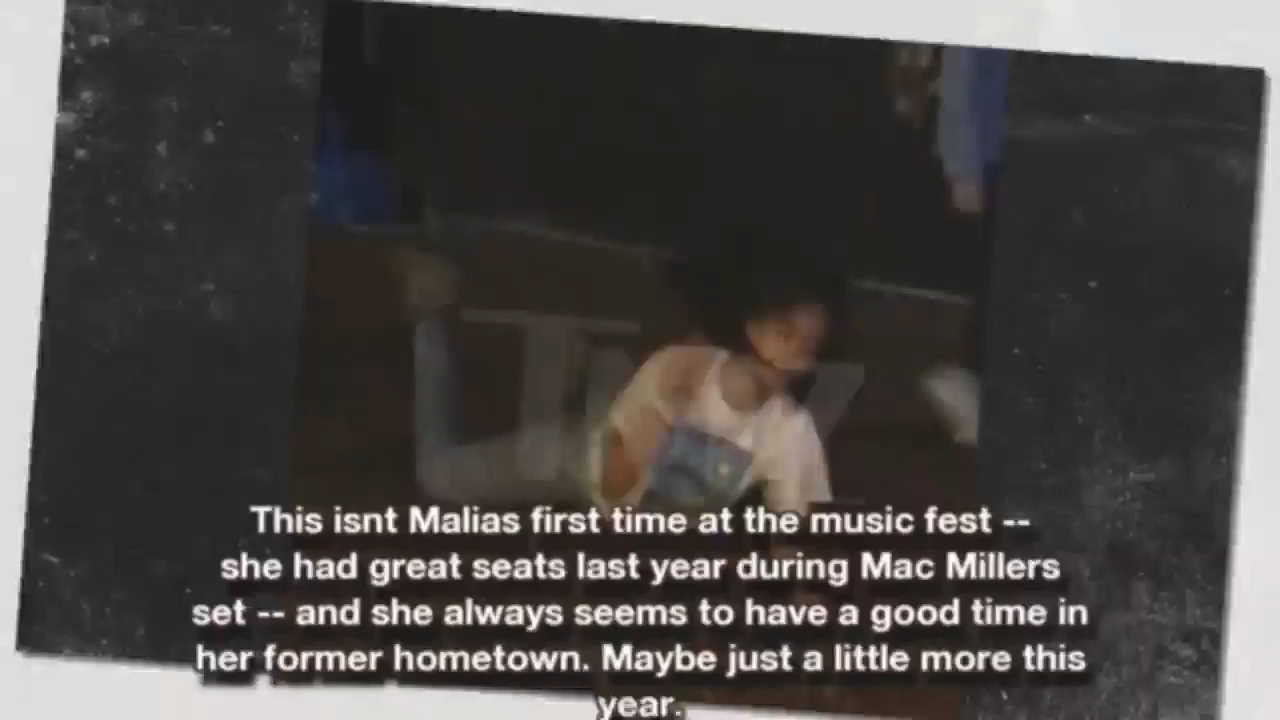 This isnt Malias first time at the music fest --
she had great seats last year during Mac Millers
set -- and she always seems to have a good time in
her former hometown. Maybe just a little more this
year.